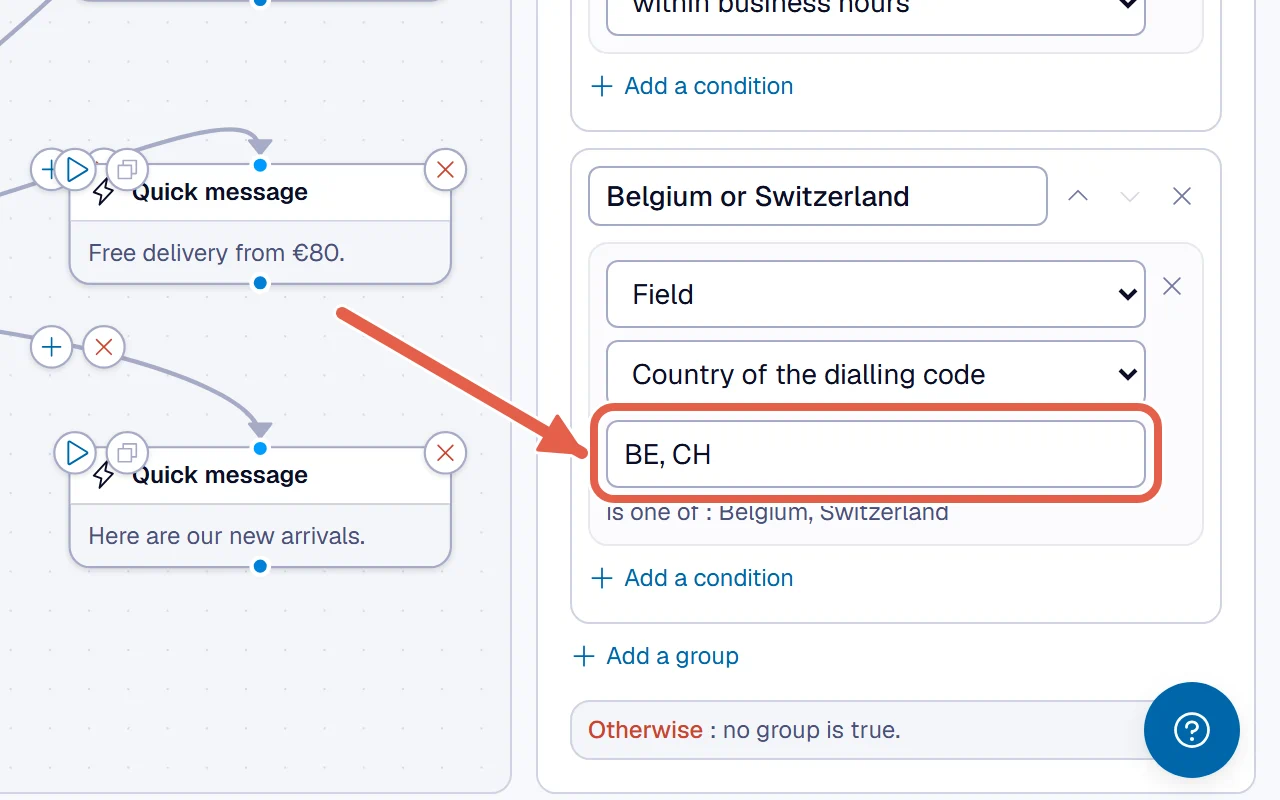 within business hours
Add a condition
Quick message
Free delivery from €80.
Belgium or Switzerland
Field
Country of the dialling code
BE, CH
is one of : Belgium, Switzerland
Quick message
Here are our new arrivals.
Add a condition
Add a group
Otherwise : no group is true.